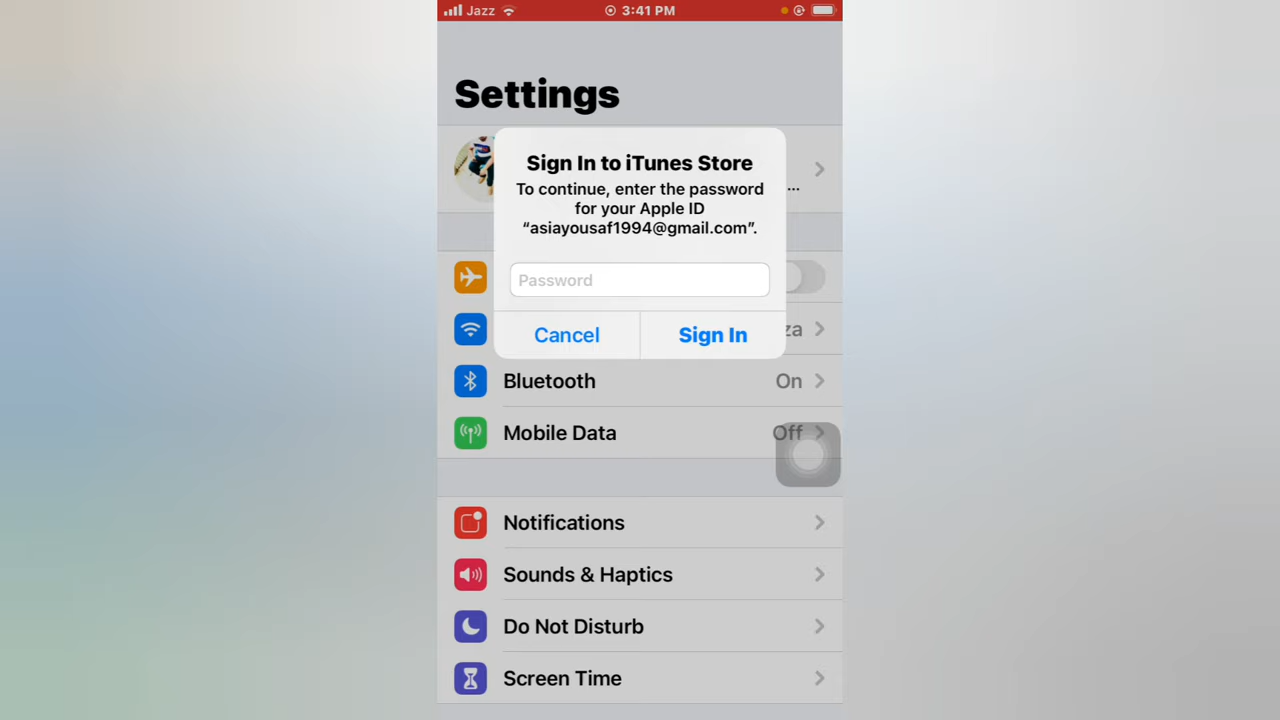 Jazz 3:41 PM
Settings
Sign In to iTunes Store
To continue, enter the password
for your Apple ID
“asiayousaf1994@gmail.com”.
...
Password
za
Cancel Sign In
Bluetooth On
Mobile Data Off
Notifications
Sounds & Haptics
Do Not Disturb
Screen Time